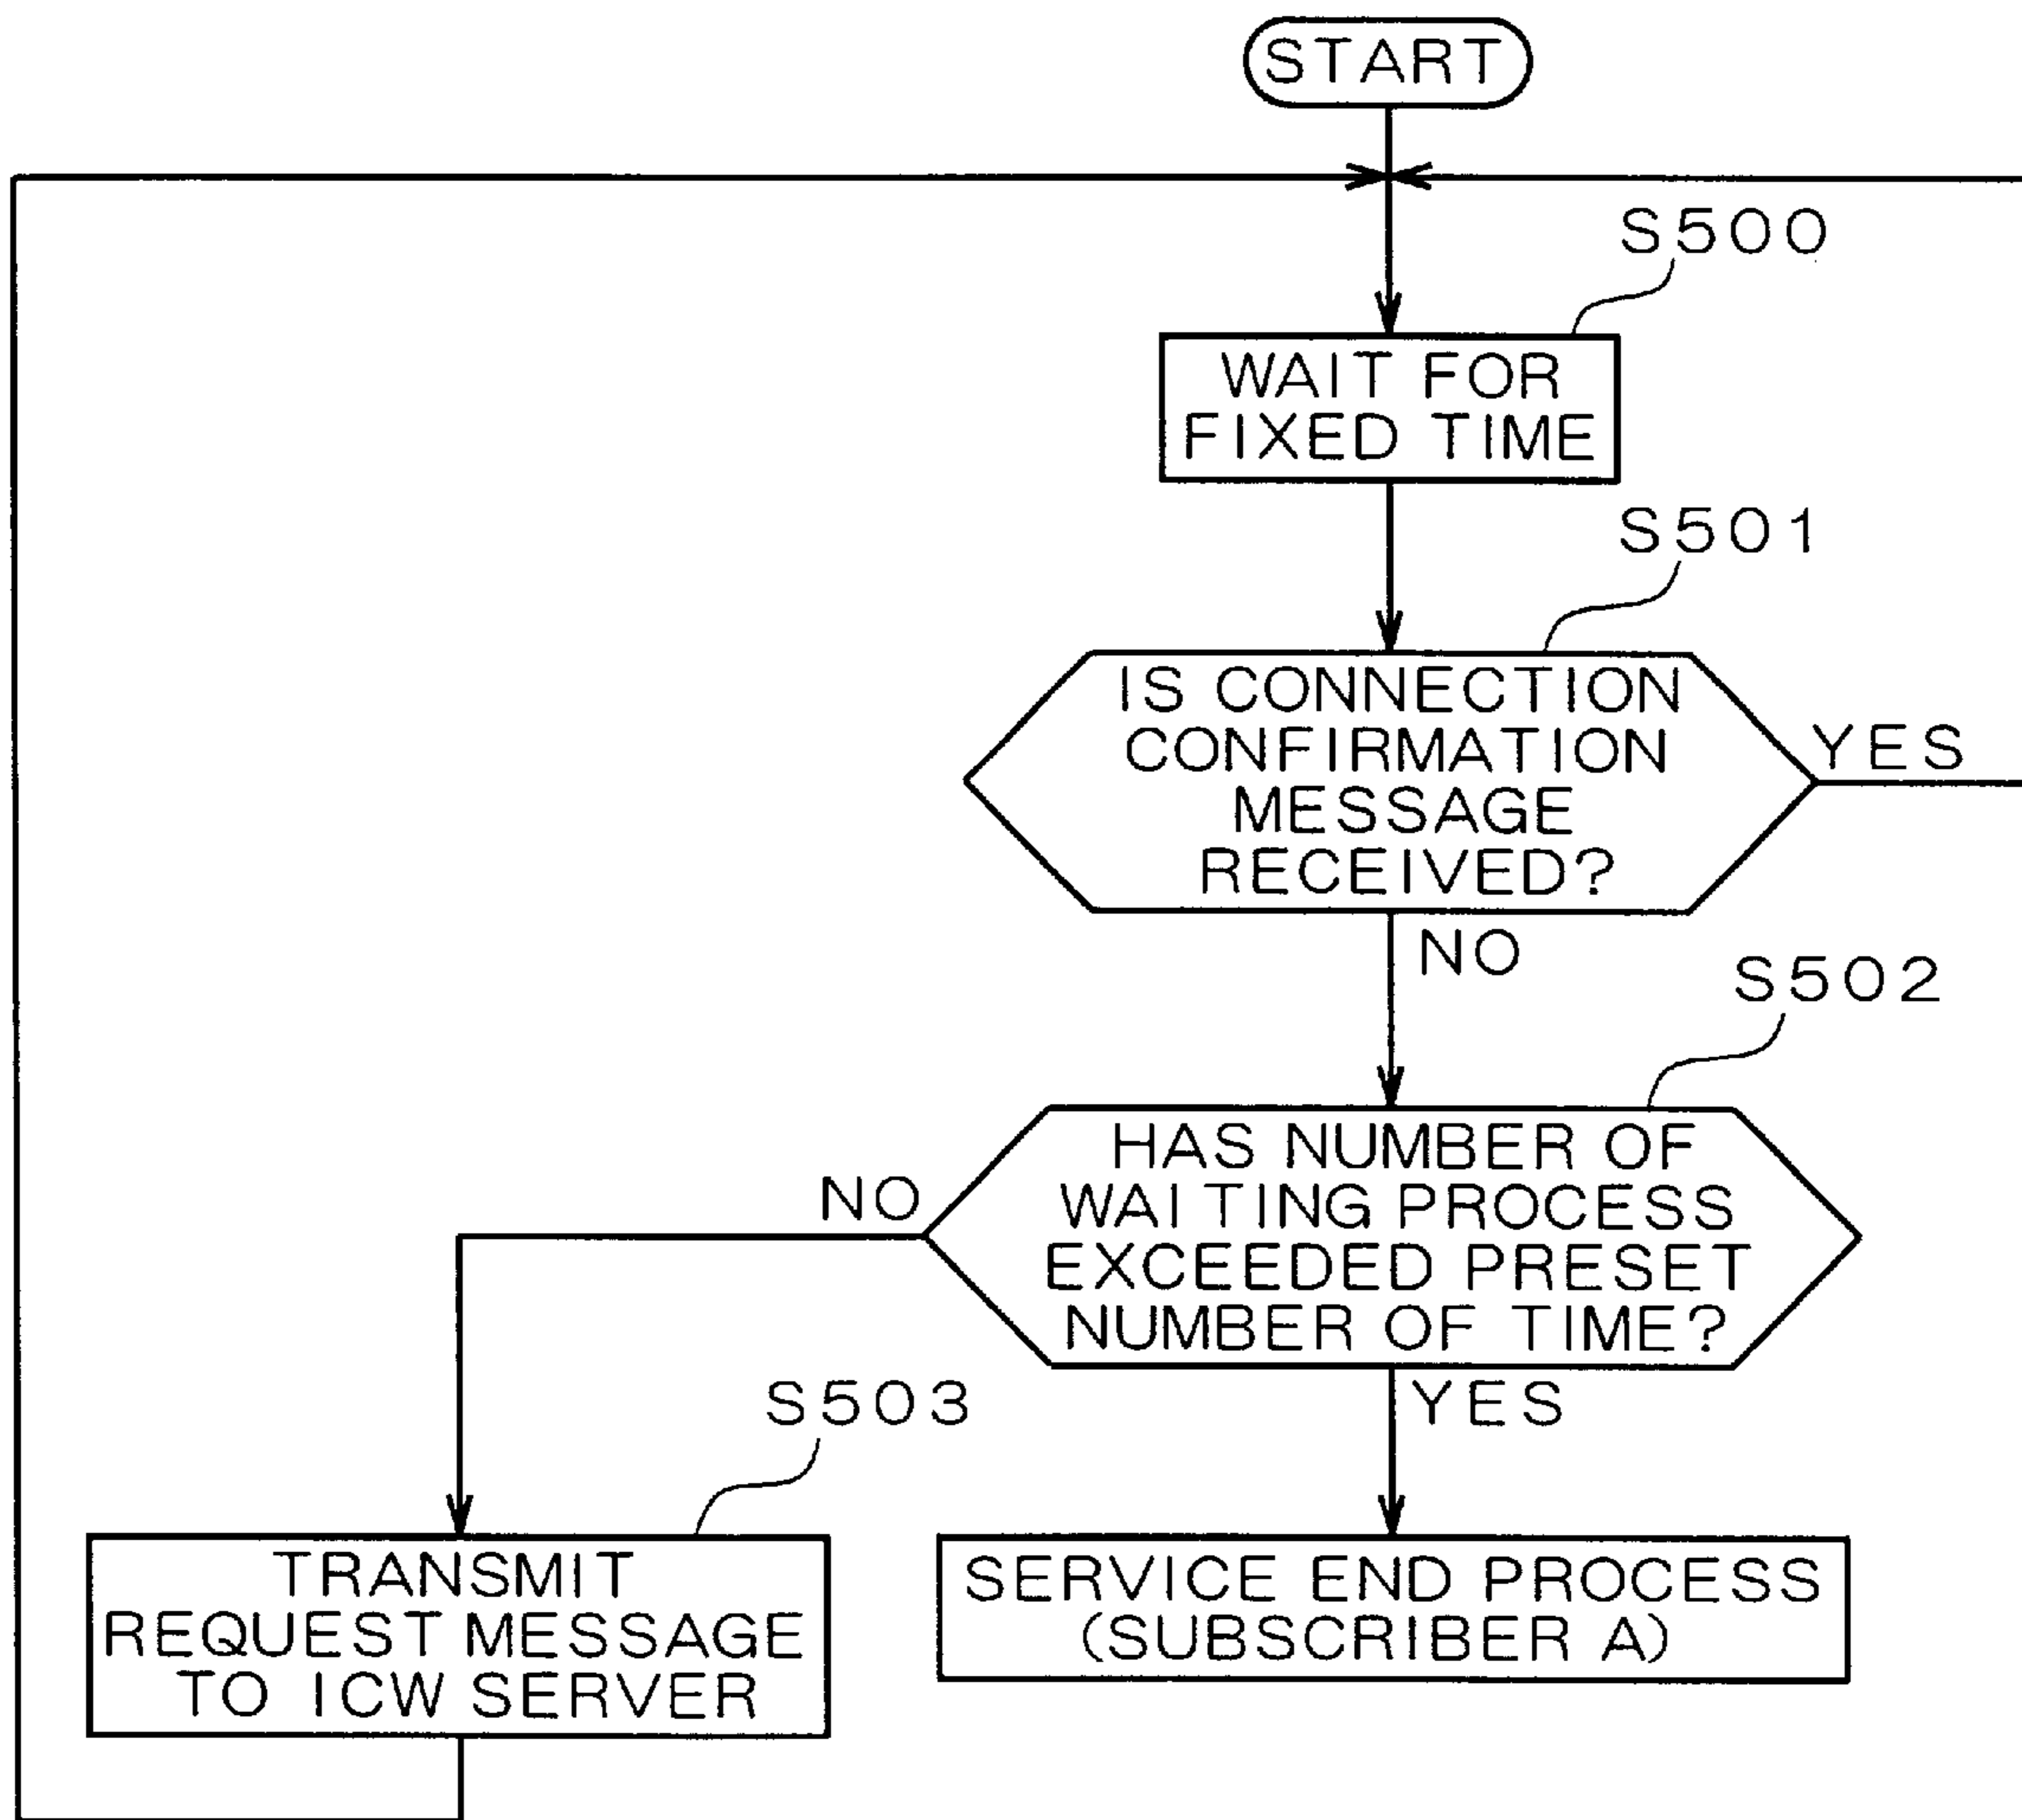 START
S500
WAIT FOR
FIXED TIME
S501
IS CONNECTION
CONFIRMATION
MESSAGE
RECEIVED?
YES
NO
S502
HAS NUMBER OF
WAITING PROCESS
EXCEEDED PRESET
NUMBER OF TIME?
NO
YES
S503
TRANSMIT
REQUEST MESSAGE
TO ICW SERVER
SERVICE END PROCESS
(SUBSCRIBER A)